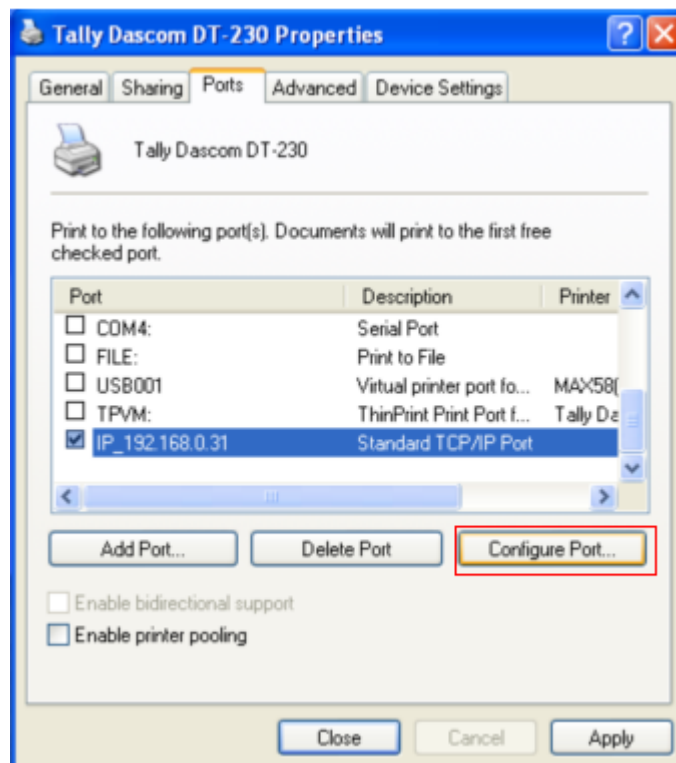 Tally Dascom DT-230 Properties
General Sharing Ports Advanced Device Settings
Tally Dascom DT-230
Print to the following port(s). Documents will print to the first free
checked port.
Port Description Printer
COM4: Serial Port
FILE: Print to File
USB001 Virtual printer port fo... MAX58(
TPVM: ThinPrint Print Port f... Tally Da
IP_192.168.0.31 Standard TCP/IP Port
Add Port... Delete Port Configure Port...
Enable bidirectional support
Enable printer pooling
Close Cancel Apply